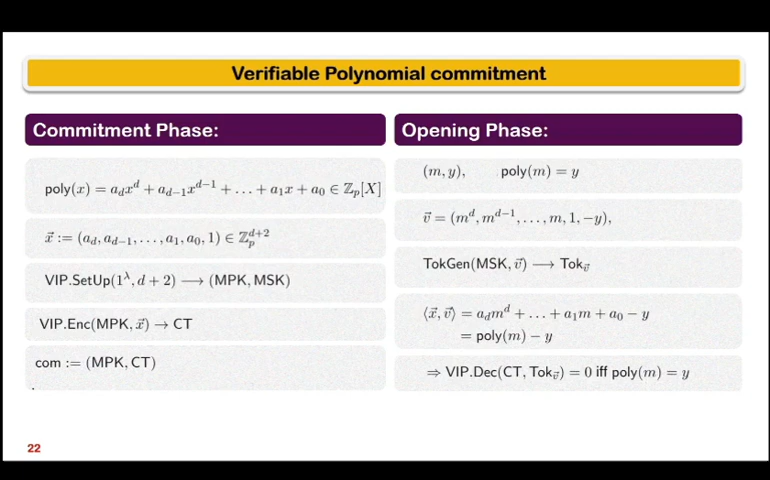 Verifiable Polynomial commitment
Commitment Phase:
poly(x) = a_d x^d + a_{d−1} x^{d−1} + … + a_1 x + a_0 ∈ ℤ_p[X]
x⃗ := (a_d, a_{d−1}, …, a_1, a_0, 1) ∈ ℤ_p^{d+2}
VIP.SetUp(1^λ, d + 2) ⟶ (MPK, MSK)
VIP.Enc(MPK, x⃗) → CT
com := (MPK, CT)
.
Opening Phase:
(m, y), poly(m) = y
v⃗ = (m^d, m^{d−1}, …, m, 1, −y),
TokGen(MSK, v⃗) ⟶ Tok_v⃗
⟨x⃗, v⃗⟩ = a_d m^d + … + a_1 m + a_0 − y
= poly(m) − y
⇒ VIP.Dec(CT, Tok_v⃗) = 0 iff poly(m) = y
22